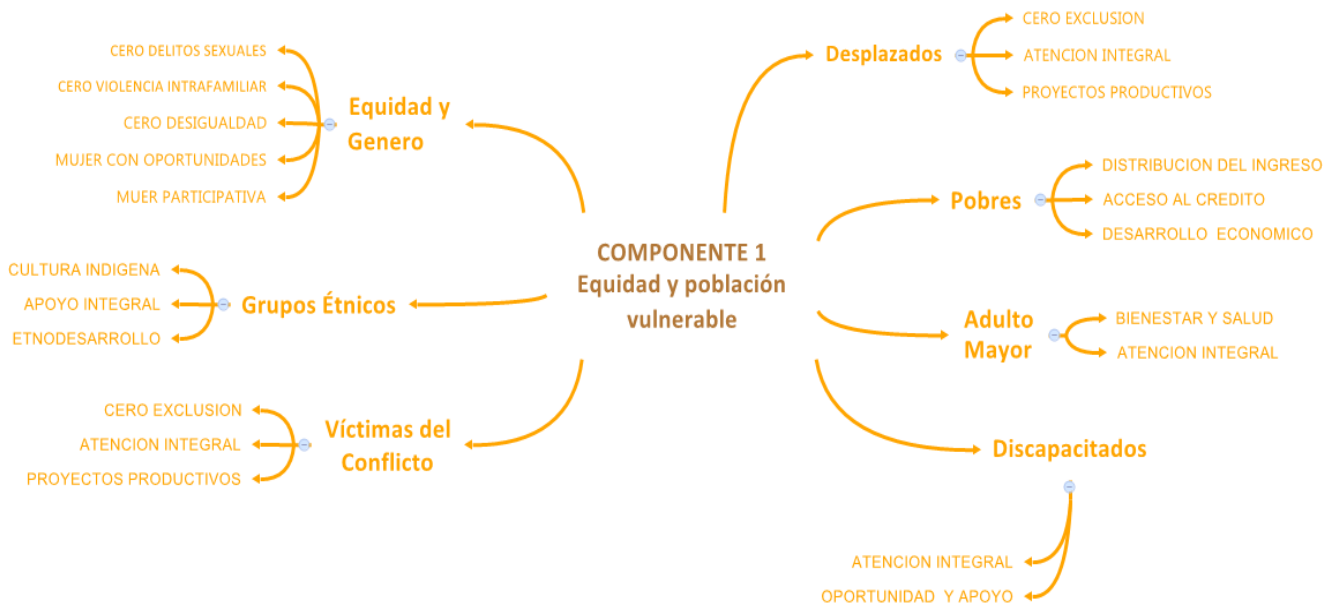 COMPONENTE 1
Equidad y población
vulnerable
Desplazados
CERO EXCLUSION
ATENCION INTEGRAL
PROYECTOS PRODUCTIVOS
Pobres
DISTRIBUCION DEL INGRESO
ACCESO AL CREDITO
DESARROLLO ECONOMICO
Adulto
Mayor
BIENESTAR Y SALUD
ATENCION INTEGRAL
Discapacitados
ATENCION INTEGRAL
OPORTUNIDAD Y APOYO
Equidad y
Genero
CERO DELITOS SEXUALES
CERO VIOLENCIA INTRAFAMILIAR
CERO DESIGUALDAD
MUJER CON OPORTUNIDADES
MUER PARTICIPATIVA
Grupos Étnicos
CULTURA INDIGENA
APOYO INTEGRAL
ETNODESARROLLO
Víctimas del
Conflicto
CERO EXCLUSION
ATENCION INTEGRAL
PROYECTOS PRODUCTIVOS